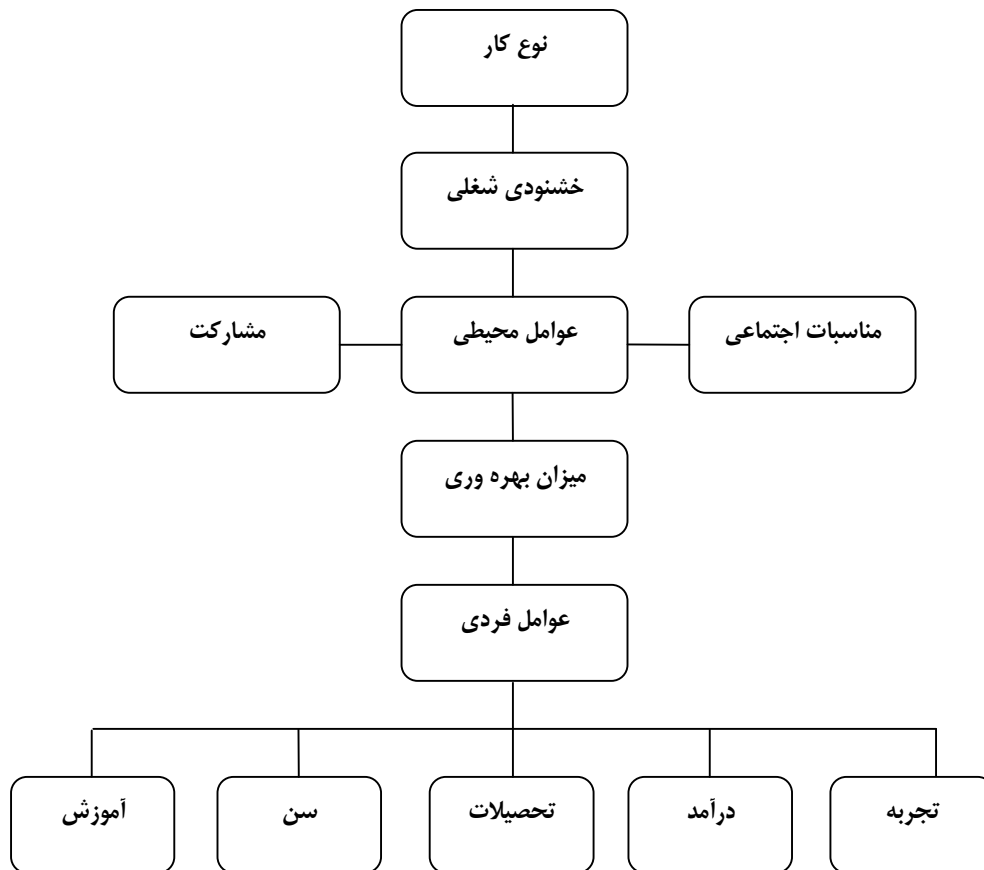 نوع کار
خشنودی شغلی
مناسبات اجتماعی
عوامل محیطی
مشارکت
میزان بهره وری
عوامل فردی
تجربه
درآمد
تحصیلات
سن
آموزش